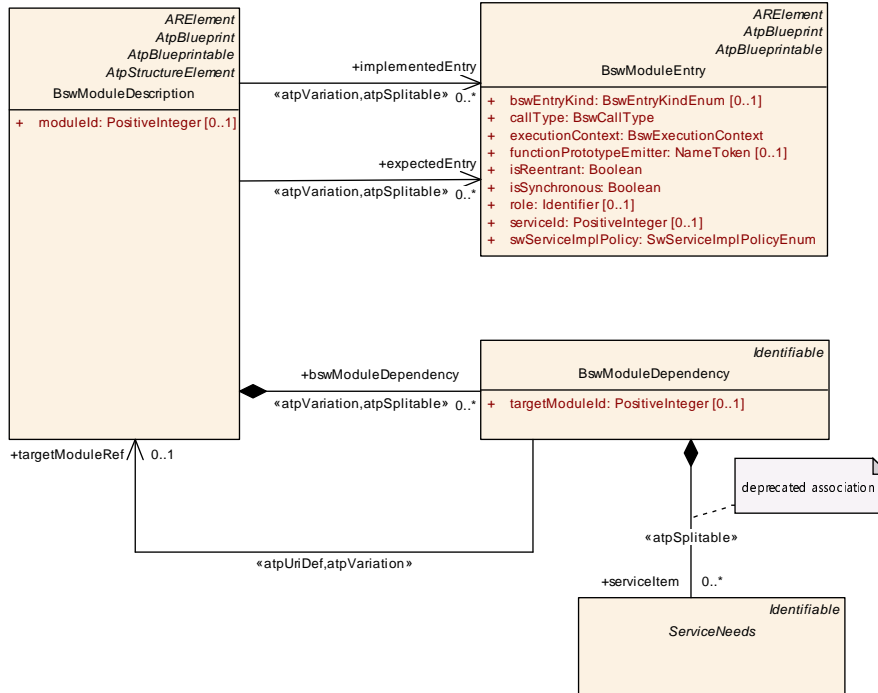 ARElement
AtpBlueprint
AtpBlueprintable
AtpStructureElement
BswModuleDescription
+ moduleId: PositiveInteger [0..1]
+implementedEntry
«atpVariation,atpSplitable» 0..*
+expectedEntry
«atpVariation,atpSplitable» 0..*
ARElement
AtpBlueprint
AtpBlueprintable
BswModuleEntry
+ bswEntryKind: BswEntryKindEnum [0..1]
+ callType: BswCallType
+ executionContext: BswExecutionContext
+ functionPrototypeEmitter: NameToken [0..1]
+ isReentrant: Boolean
+ isSynchronous: Boolean
+ role: Identifier [0..1]
+ serviceId: PositiveInteger [0..1]
+ swServiceImplPolicy: SwServiceImplPolicyEnum
+bswModuleDependency
«atpVariation,atpSplitable» 0..*
Identifiable
BswModuleDependency
+ targetModuleId: PositiveInteger [0..1]
+targetModuleRef 0..1
«atpUriDef,atpVariation»
deprecated association
«atpSplitable»
+serviceItem 0..*
Identifiable
ServiceNeeds